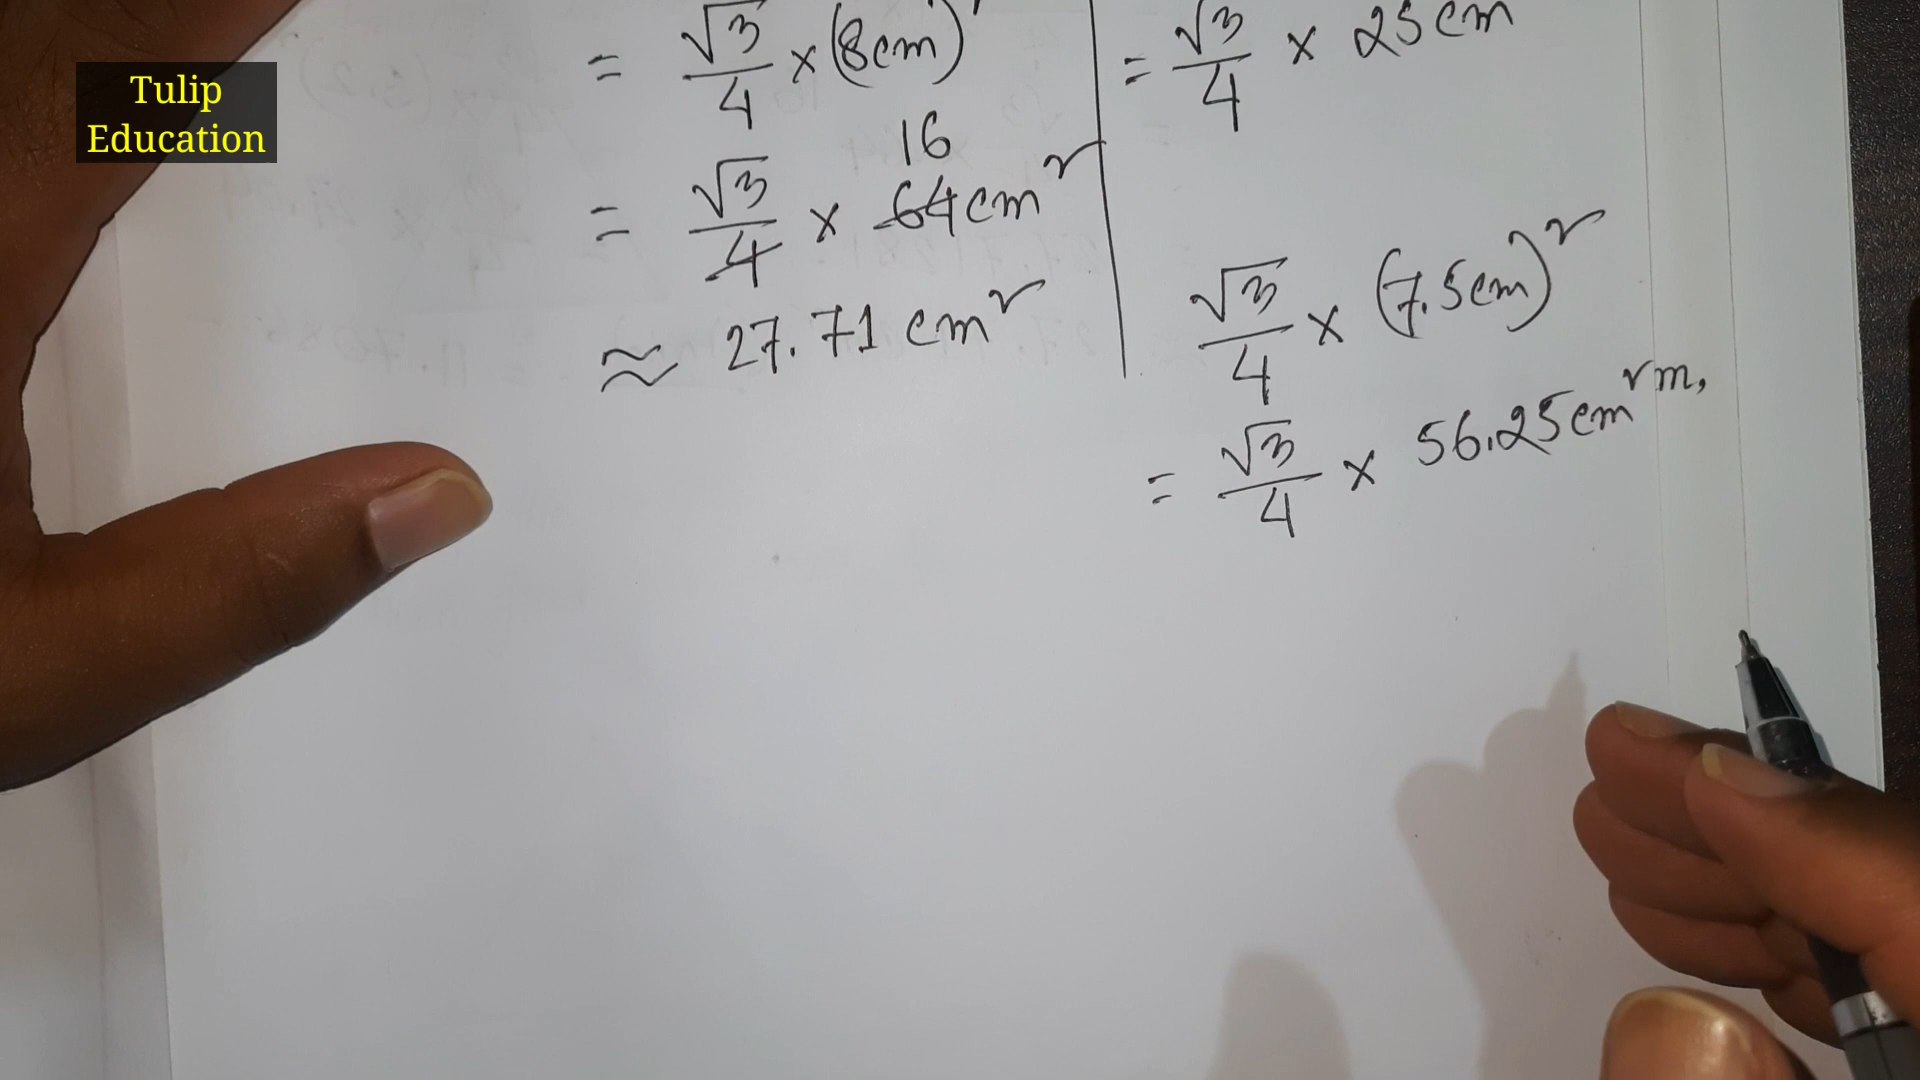 Tulip
Education
= √3/4 × (8cm)²
= √3/4 × 25cm
16
= √3/4 × 64cm²
≈ 27.71 cm²
√3/4 × (7.5cm)²
= √3/4 × 56.25cm² m,